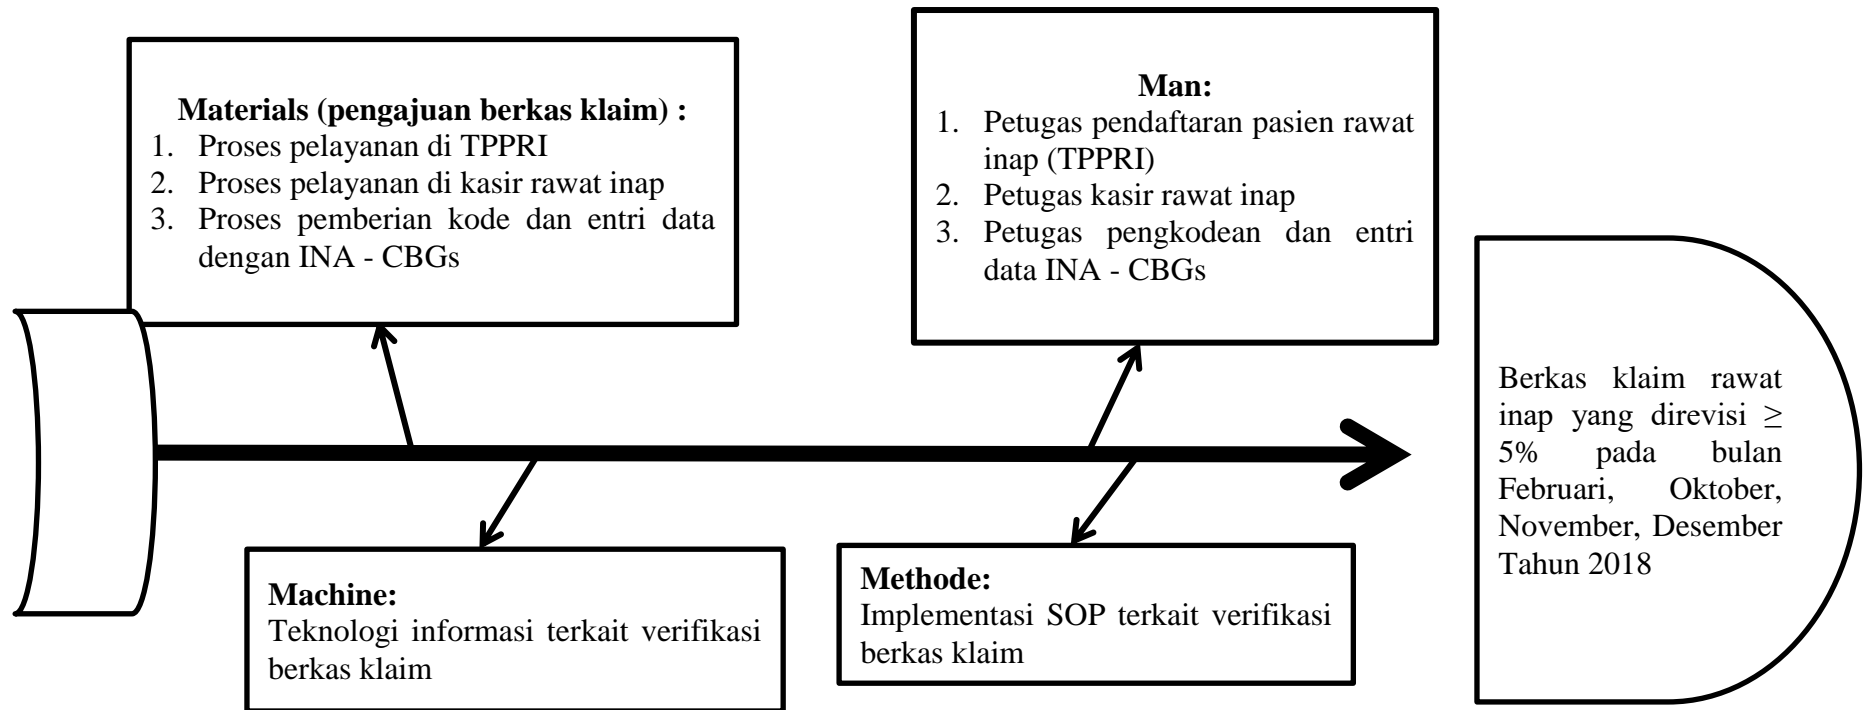 Materials (pengajuan berkas klaim) :
1. Proses pelayanan di TPPRI
2. Proses pelayanan di kasir rawat inap
3. Proses pemberian kode dan entri data
dengan INA - CBGs
Man:
1. Petugas pendaftaran pasien rawat
inap (TPPRI)
2. Petugas kasir rawat inap
3. Petugas pengkodean dan entri
data INA - CBGs
Berkas klaim rawat
inap yang direvisi ≥
5% pada bulan
Februari, Oktober,
November, Desember
Tahun 2018
Machine:
Teknologi informasi terkait verifikasi
berkas klaim
Methode:
Implementasi SOP terkait verifikasi
berkas klaim